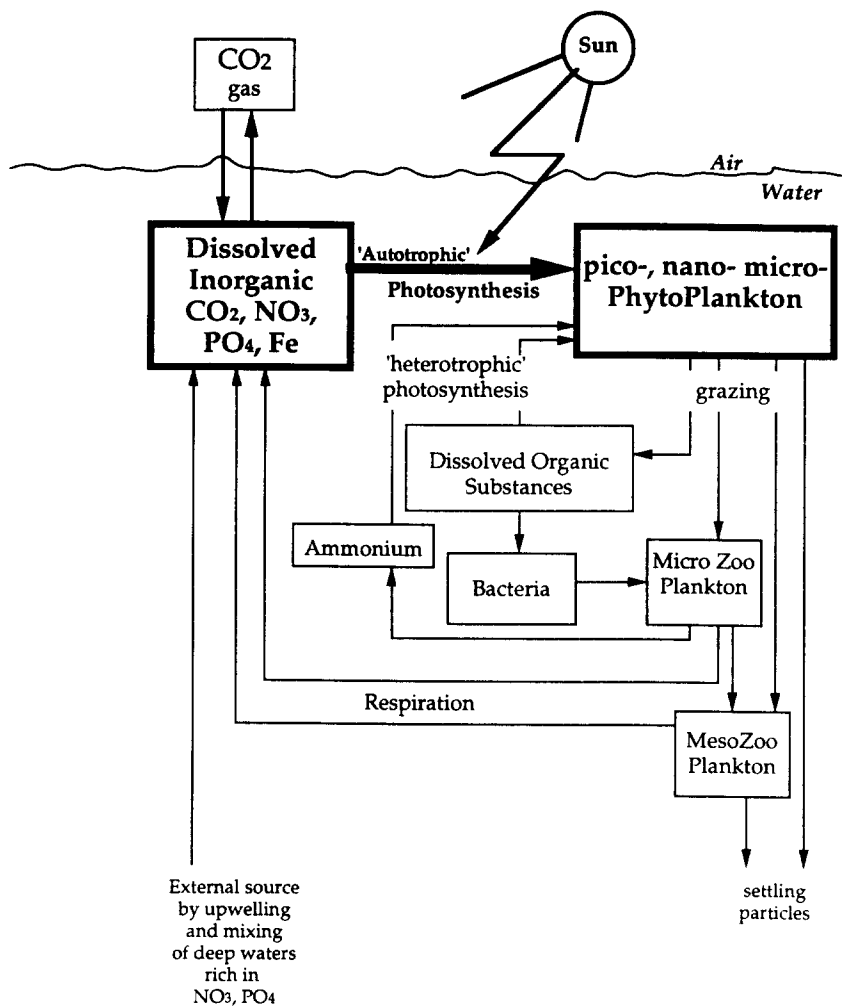 CO2
gas
Sun
Air
Water
Dissolved
Inorganic
CO2, NO3,
PO4, Fe
'Autotrophic'
Photosynthesis
pico-, nano- micro-
PhytoPlankton
'heterotrophic'
photosynthesis
grazing
Dissolved Organic
Substances
Ammonium
Bacteria
Micro Zoo
Plankton
Respiration
MesoZoo
Plankton
External source
by upwelling
and mixing
of deep waters
rich in
NO3, PO4
settling
particles